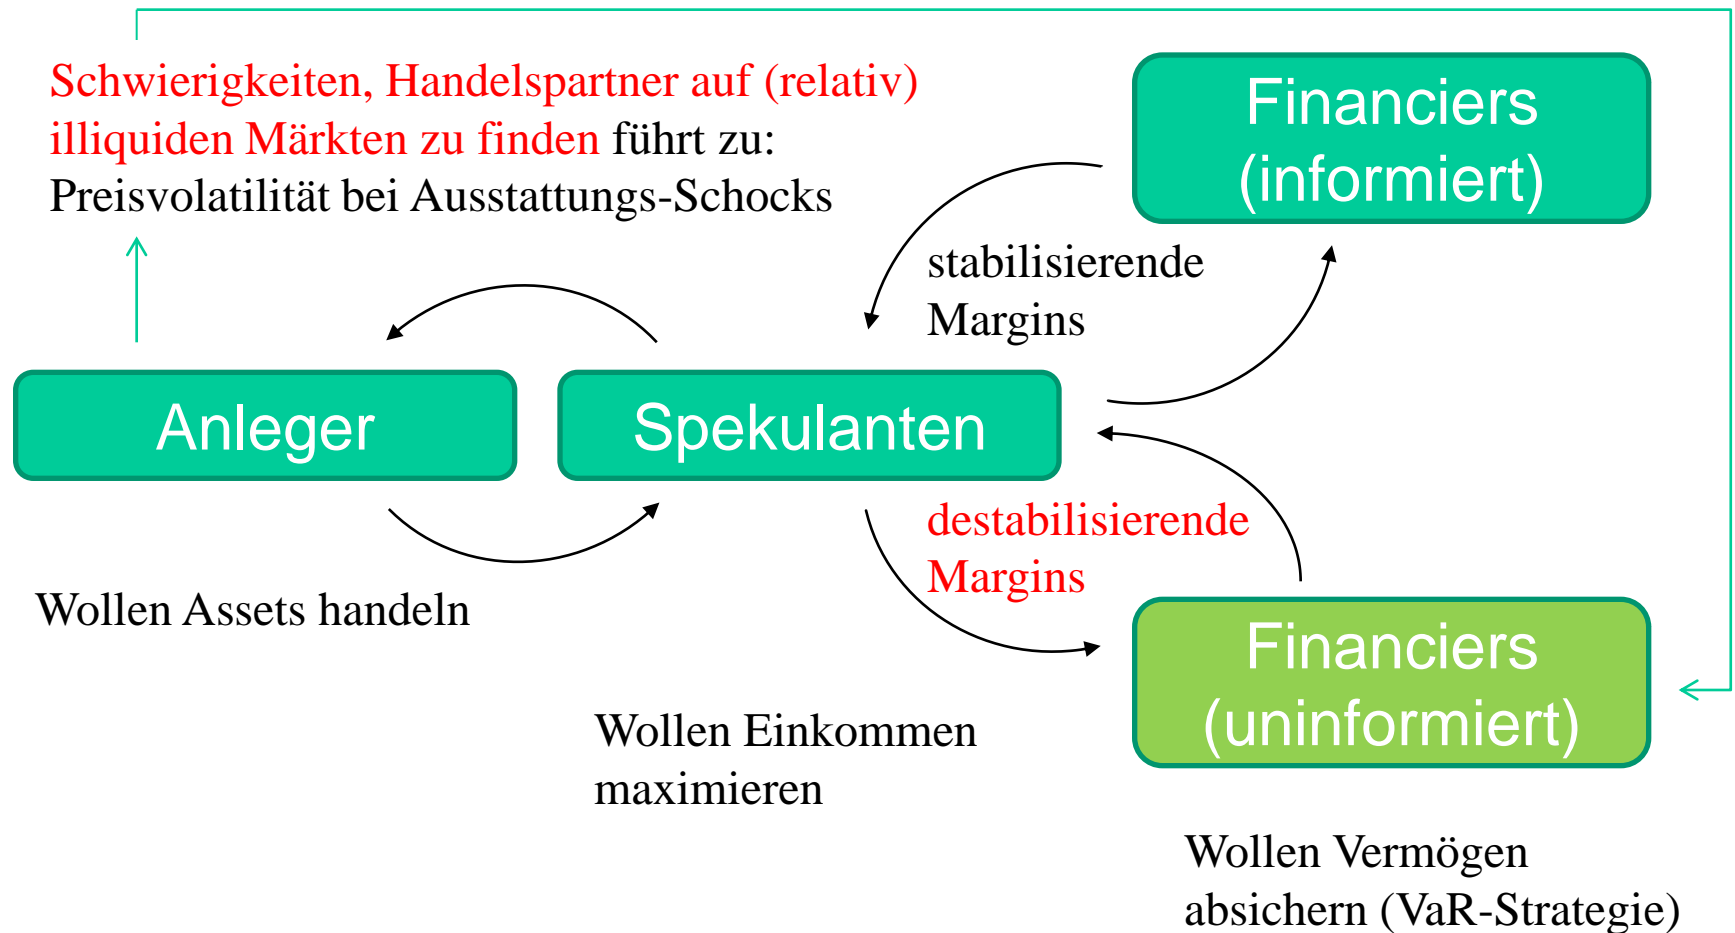 Schwierigkeiten, Handelspartner auf (relativ)
illiquiden Märkten zu finden führt zu:
Preisvolatilität bei Ausstattungs-Schocks
Financiers
(informiert)
stabilisierende
Margins
Anleger
Spekulanten
destabilisierende
Margins
Wollen Assets handeln
Financiers
(uninformiert)
Wollen Einkommen
maximieren
Wollen Vermögen
absichern (VaR-Strategie)